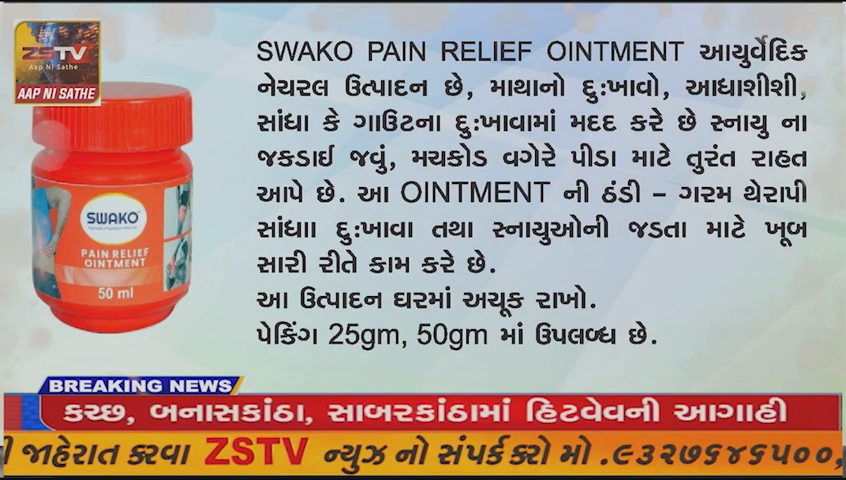 ZSTV
Aap Ni Sathe
AAP NI SATHE
SWAKO
PAIN RELIEF
OINTMENT
50 ml
SWAKO PAIN RELIEF OINTMENT આયુર્વેદિક
નેચરલ ઉત્પાદન છે, માથાનો દુઃખાવો, આધાશીશી,
સાંધા કે ગાઉટના દુઃખાવામાં મદદ કરે છે સ્નાયુ ના
જકડાઈ જવું, મચકોડ વગેરે પીડા માટે તુરંત રાહત
આપે છે. આ OINTMENT ની ઠંડી – ગરમ થેરાપી
સાંધાા દુઃખાવા તથા સ્નાયુઓની જડતા માટે ખૂબ
સારી રીતે કામ કરે છે.
આ ઉત્પાદન ઘરમાં અચૂક રાખો.
પેકિંગ 25gm, 50gm માં ઉપલબ્ધ છે.
BREAKING NEWS
કચ્છ, બનાસકાંઠા, સાબરકાંઠામાં હિટવેવની આગાહી
ની જાહેરાત કરવા ZSTV ન્યુઝ નો સંપર્ક કરો મો .૯૩૨૭૬૪૬૫૦૦,